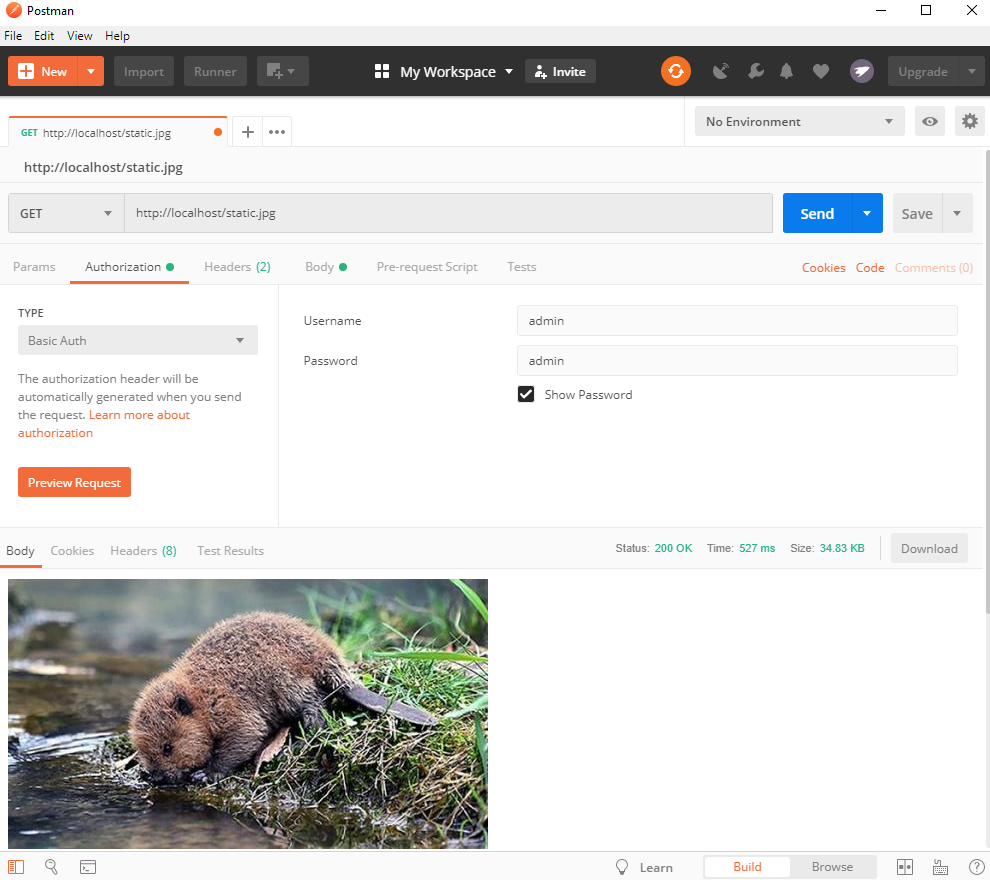 Postman
File Edit View Help
New Import Runner My Workspace Invite Upgrade
GET http://localhost/static.jpg No Environment
http://localhost/static.jpg
GET http://localhost/static.jpg Send Save
Params Authorization Headers (2) Body Pre-request Script Tests Cookies Code Comments (0)
TYPE
Basic Auth
The authorization header will be
automatically generated when you send
the request. Learn more about
authorization
Preview Request
Username admin
Password admin
Show Password
Body Cookies Headers (8) Test Results Status: 200 OK Time: 527 ms Size: 34.83 KB Download
Learn Build Browse